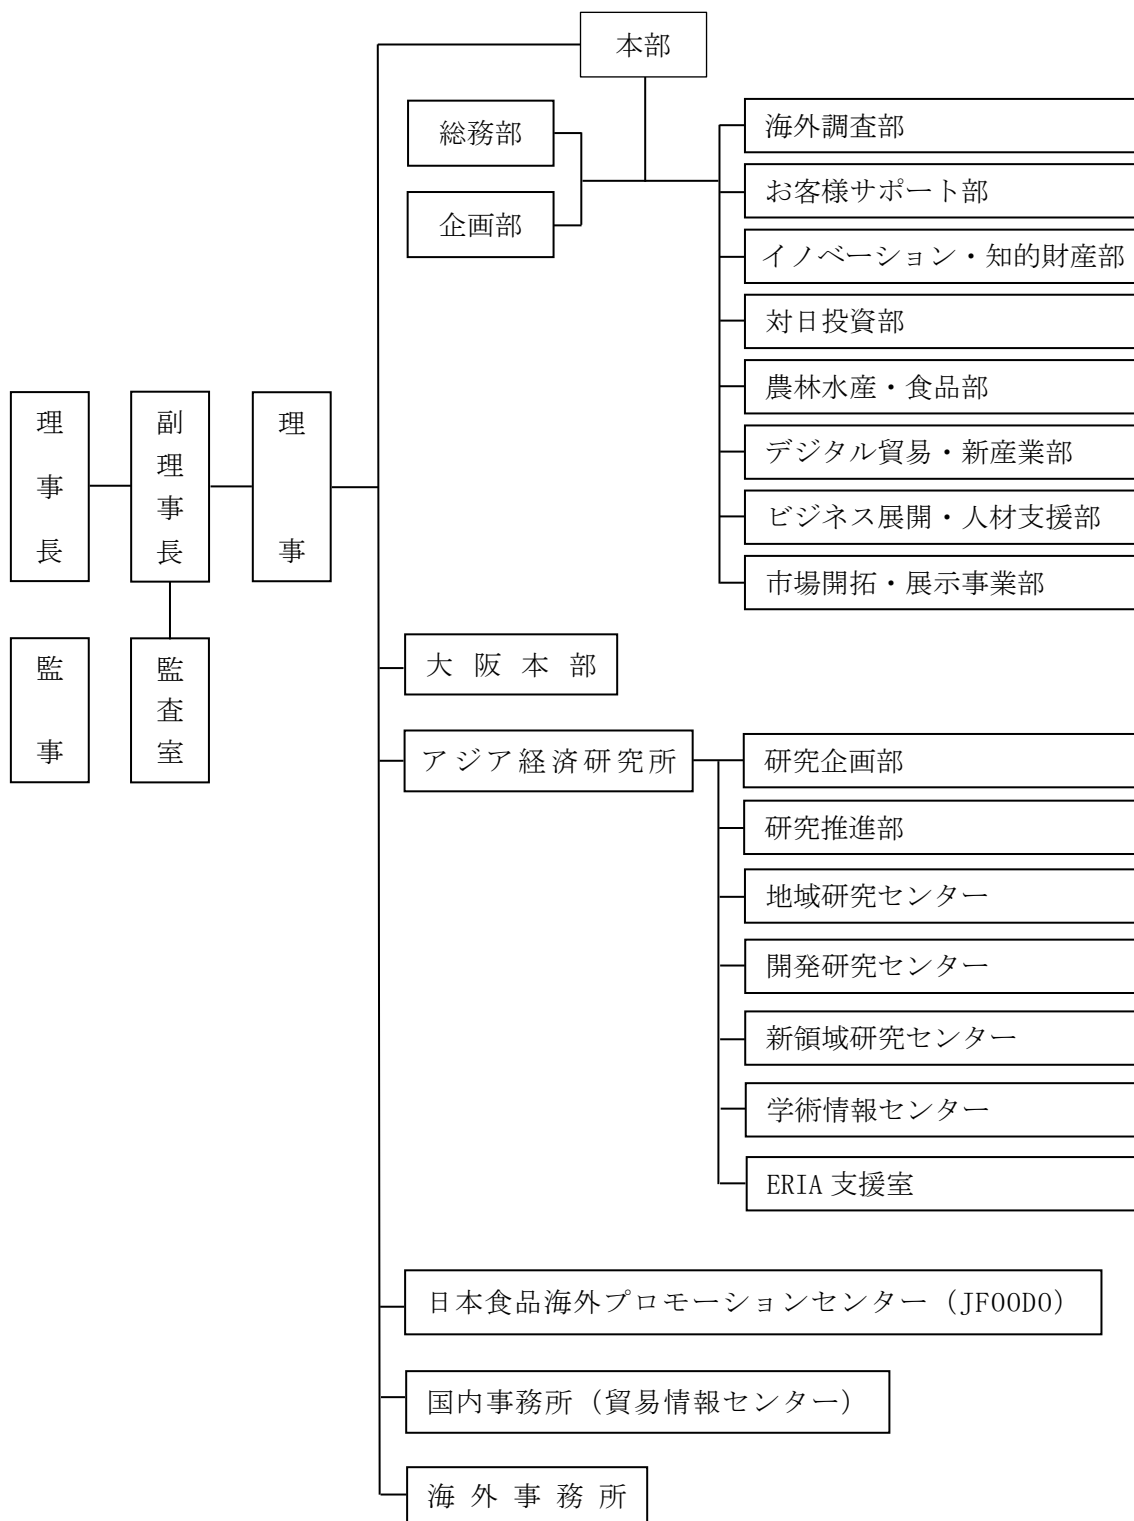 本部
総務部
企画部
海外調査部
お客様サポート部
イノベーション・知的財産部
対日投資部
農林水産・食品部
デジタル貿易・新産業部
ビジネス展開・人材支援部
市場開拓・展示事業部
理事長
副理事長
理事
監事
監査室
大阪本部
アジア経済研究所
研究企画部
研究推進部
地域研究センター
開発研究センター
新領域研究センター
学術情報センター
ERIA 支援室
日本食品海外プロモーションセンター（JFOODO）
国内事務所（貿易情報センター）
海外事務所